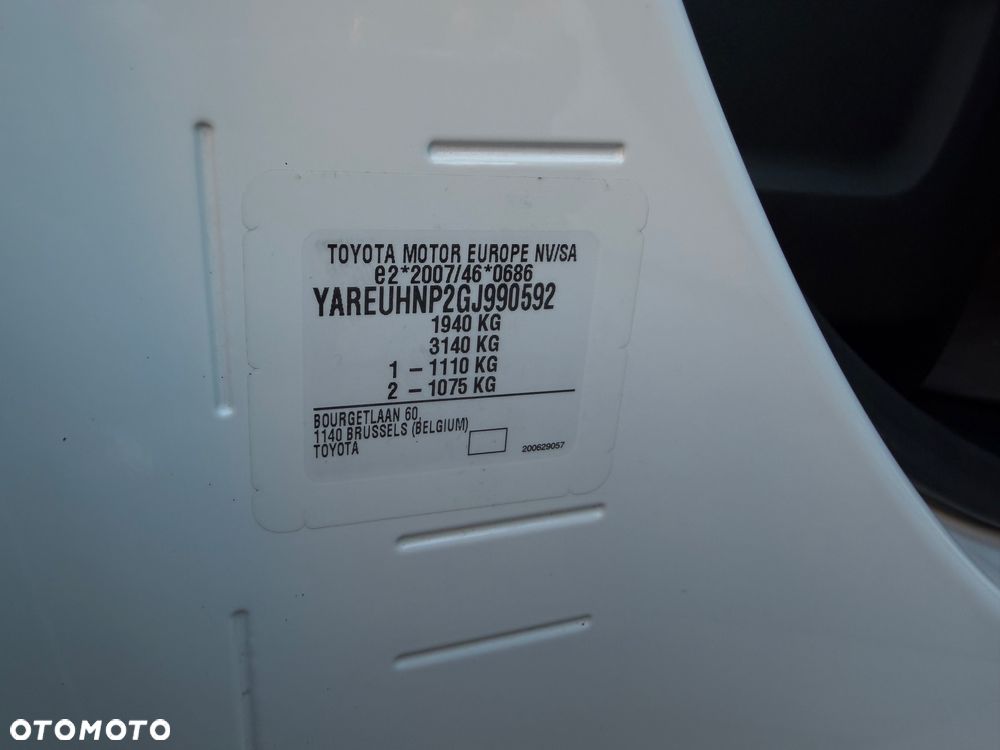 TOYOTA MOTOR EUROPE NV/SA
e2*2007/46*0686
YAREUHNP2GJ990592
1940 KG
3140 KG
1 - 1110 KG
2 - 1075 KG
BOURGETLAAN 60,
1140 BRUSSELS (BELGIUM)
TOYOTA
200629057
OTOMOTO